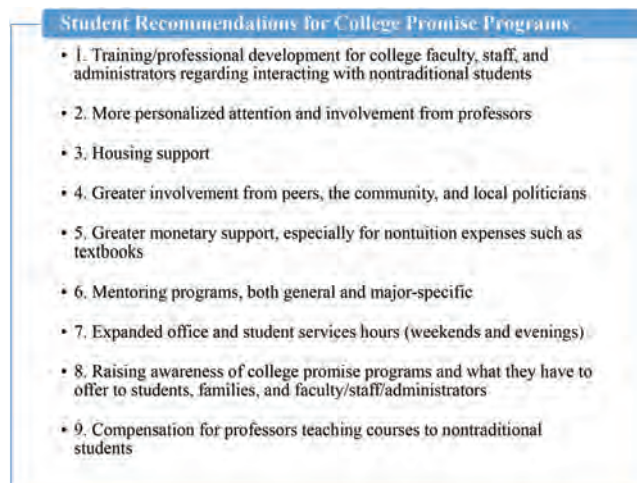 Student Recommendations for College Promise Programs
• 1. Training/professional development for college faculty, staff, and
administrators regarding interacting with nontraditional students
• 2. More personalized attention and involvement from professors
• 3. Housing support
• 4. Greater involvement from peers, the community, and local politicians
• 5. Greater monetary support, especially for nontuition expenses such as
textbooks
• 6. Mentoring programs, both general and major-specific
• 7. Expanded office and student services hours (weekends and evenings)
• 8. Raising awareness of college promise programs and what they have to
offer to students, families, and faculty/staff/administrators
• 9. Compensation for professors teaching courses to nontraditional
students